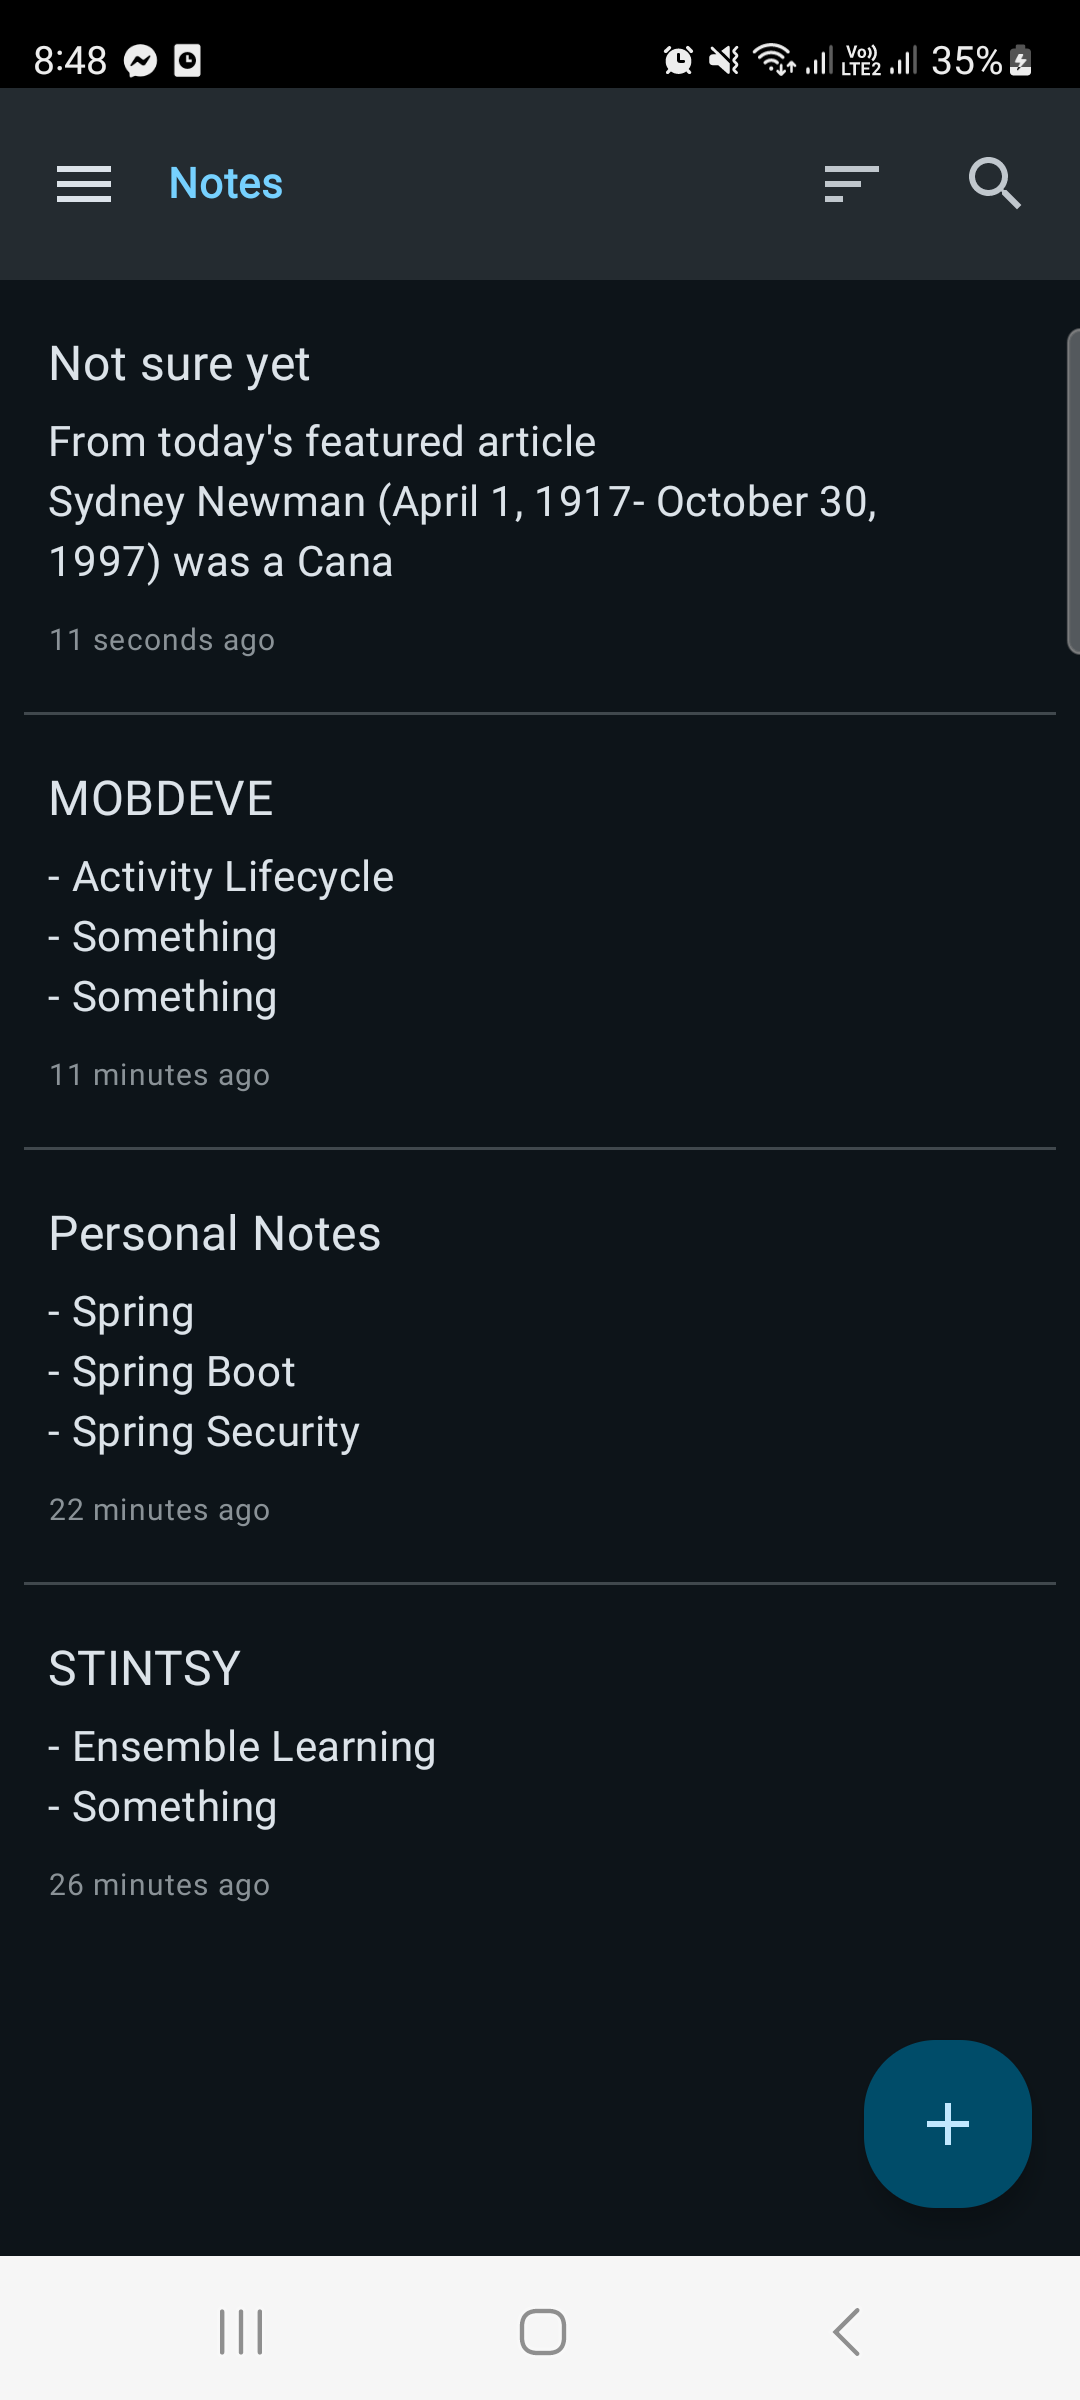 8:48 Vo)) LTE2 35%
Notes
Not sure yet
From today's featured article
Sydney Newman (April 1, 1917- October 30,
1997) was a Cana
11 seconds ago
MOBDEVE
- Activity Lifecycle
- Something
- Something
11 minutes ago
Personal Notes
- Spring
- Spring Boot
- Spring Security
22 minutes ago
STINTSY
- Ensemble Learning
- Something
26 minutes ago